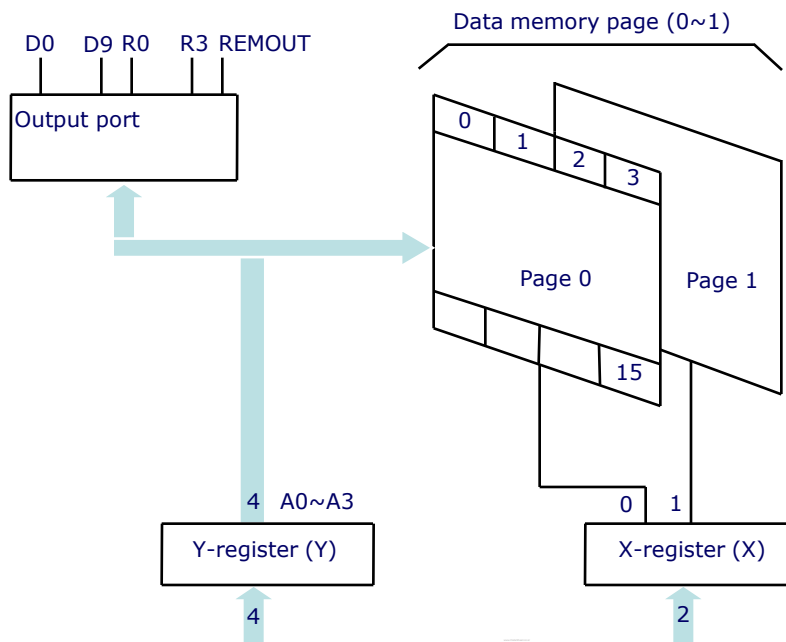 Data memory page (0~1)
D0 D9 R0 R3 REMOUT
Output port
0
1
2
3
Page 0
Page 1
15
4 A0~A3
0 1
Y-register (Y)
X-register (X)
4
2